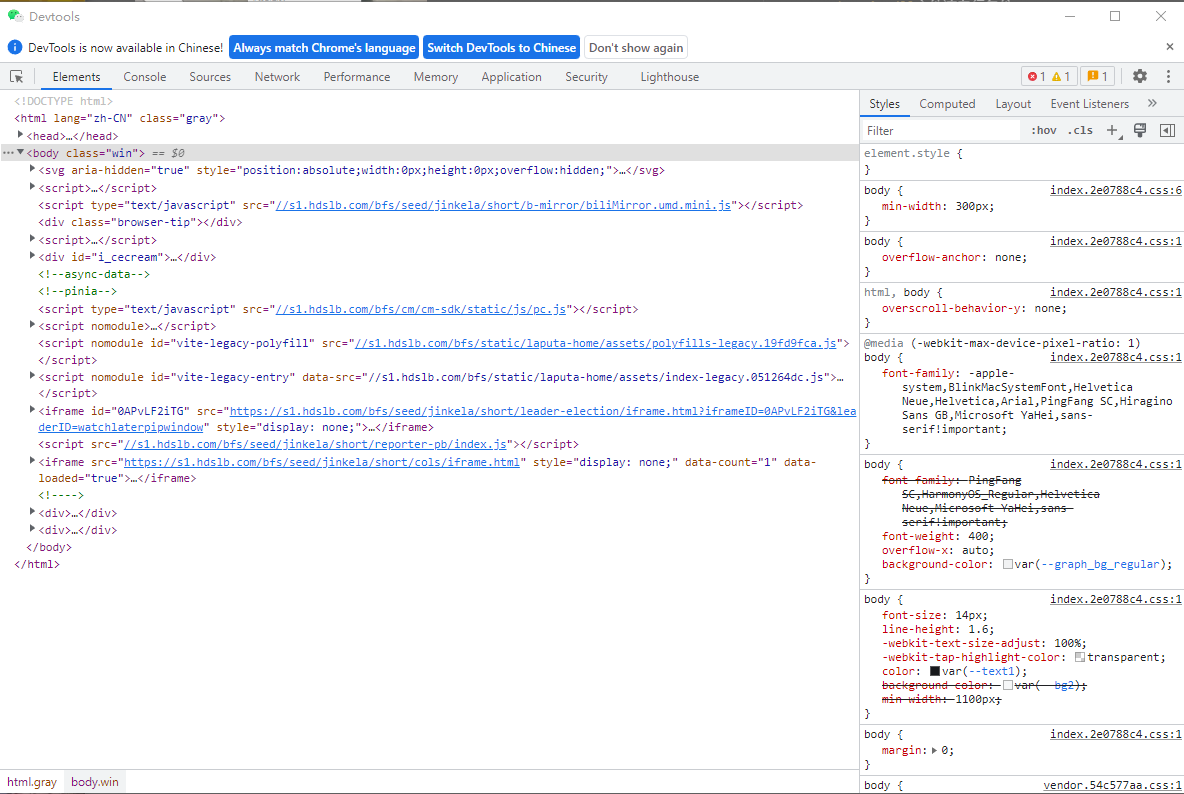 Devtools
DevTools is now available in Chinese! Always match Chrome's language Switch DevTools to Chinese Don't show again
Elements Console Sources Network Performance Memory Application Security Lighthouse 1 1 1
<!DOCTYPE html>
<html lang="zh-CN" class="gray">
<head>…</head>
<body class="win"> == $0
<svg aria-hidden="true" style="position:absolute;width:0px;height:0px;overflow:hidden;">…</svg>
<script>…</script>
<script type="text/javascript" src="//s1.hdslb.com/bfs/seed/jinkela/short/b-mirror/biliMirror.umd.mini.js"></script>
<div class="browser-tip"></div>
<script>…</script>
<div id="i_cecream">…</div>
<!--async-data-->
<!--pinia-->
<script type="text/javascript" src="//s1.hdslb.com/bfs/cm/cm-sdk/static/js/pc.js"></script>
<script nomodule>…</script>
<script nomodule id="vite-legacy-polyfill" src="//s1.hdslb.com/bfs/static/laputa-home/assets/polyfills-legacy.19fd9fca.js">
</script>
<script nomodule id="vite-legacy-entry" data-src="//s1.hdslb.com/bfs/static/laputa-home/assets/index-legacy.051264dc.js">…
</script>
<iframe id="0APvLF2iTG" src="https://s1.hdslb.com/bfs/seed/jinkela/short/leader-election/iframe.html?iframeID=0APvLF2iTG&lea
derID=watchlaterpipwindow" style="display: none;">…</iframe>
<script src="//s1.hdslb.com/bfs/seed/jinkela/short/reporter-pb/index.js"></script>
<iframe src="https://s1.hdslb.com/bfs/seed/jinkela/short/cols/iframe.html" style="display: none;" data-count="1" data-
loaded="true">…</iframe>
<!---->
<div>…</div>
<div>…</div>
</body>
</html>
html.gray body.win
Styles Computed Layout Event Listeners
Filter :hov .cls
element.style {
}
body { index.2e0788c4.css:6
min-width: 300px;
}
body { index.2e0788c4.css:1
overflow-anchor: none;
}
html, body { index.2e0788c4.css:1
overscroll-behavior-y: none;
}
@media (-webkit-max-device-pixel-ratio: 1)
body { index.2e0788c4.css:1
font-family: -apple-
system,BlinkMacSystemFont,Helvetica
Neue,Helvetica,Arial,PingFang SC,Hiragino
Sans GB,Microsoft YaHei,sans-
serif!important;
}
body { index.2e0788c4.css:1
font-family: PingFang
SC,HarmonyOS_Regular,Helvetica
Neue,Microsoft YaHei,sans-
serif!important;
font-weight: 400;
overflow-x: auto;
background-color: var(--graph_bg_regular);
}
body { index.2e0788c4.css:1
font-size: 14px;
line-height: 1.6;
-webkit-text-size-adjust: 100%;
-webkit-tap-highlight-color: transparent;
color: var(--text1);
background-color: var(--bg2);
min-width: 1100px;
}
body { index.2e0788c4.css:1
margin: 0;
}
body { vendor.54c577aa.css:1